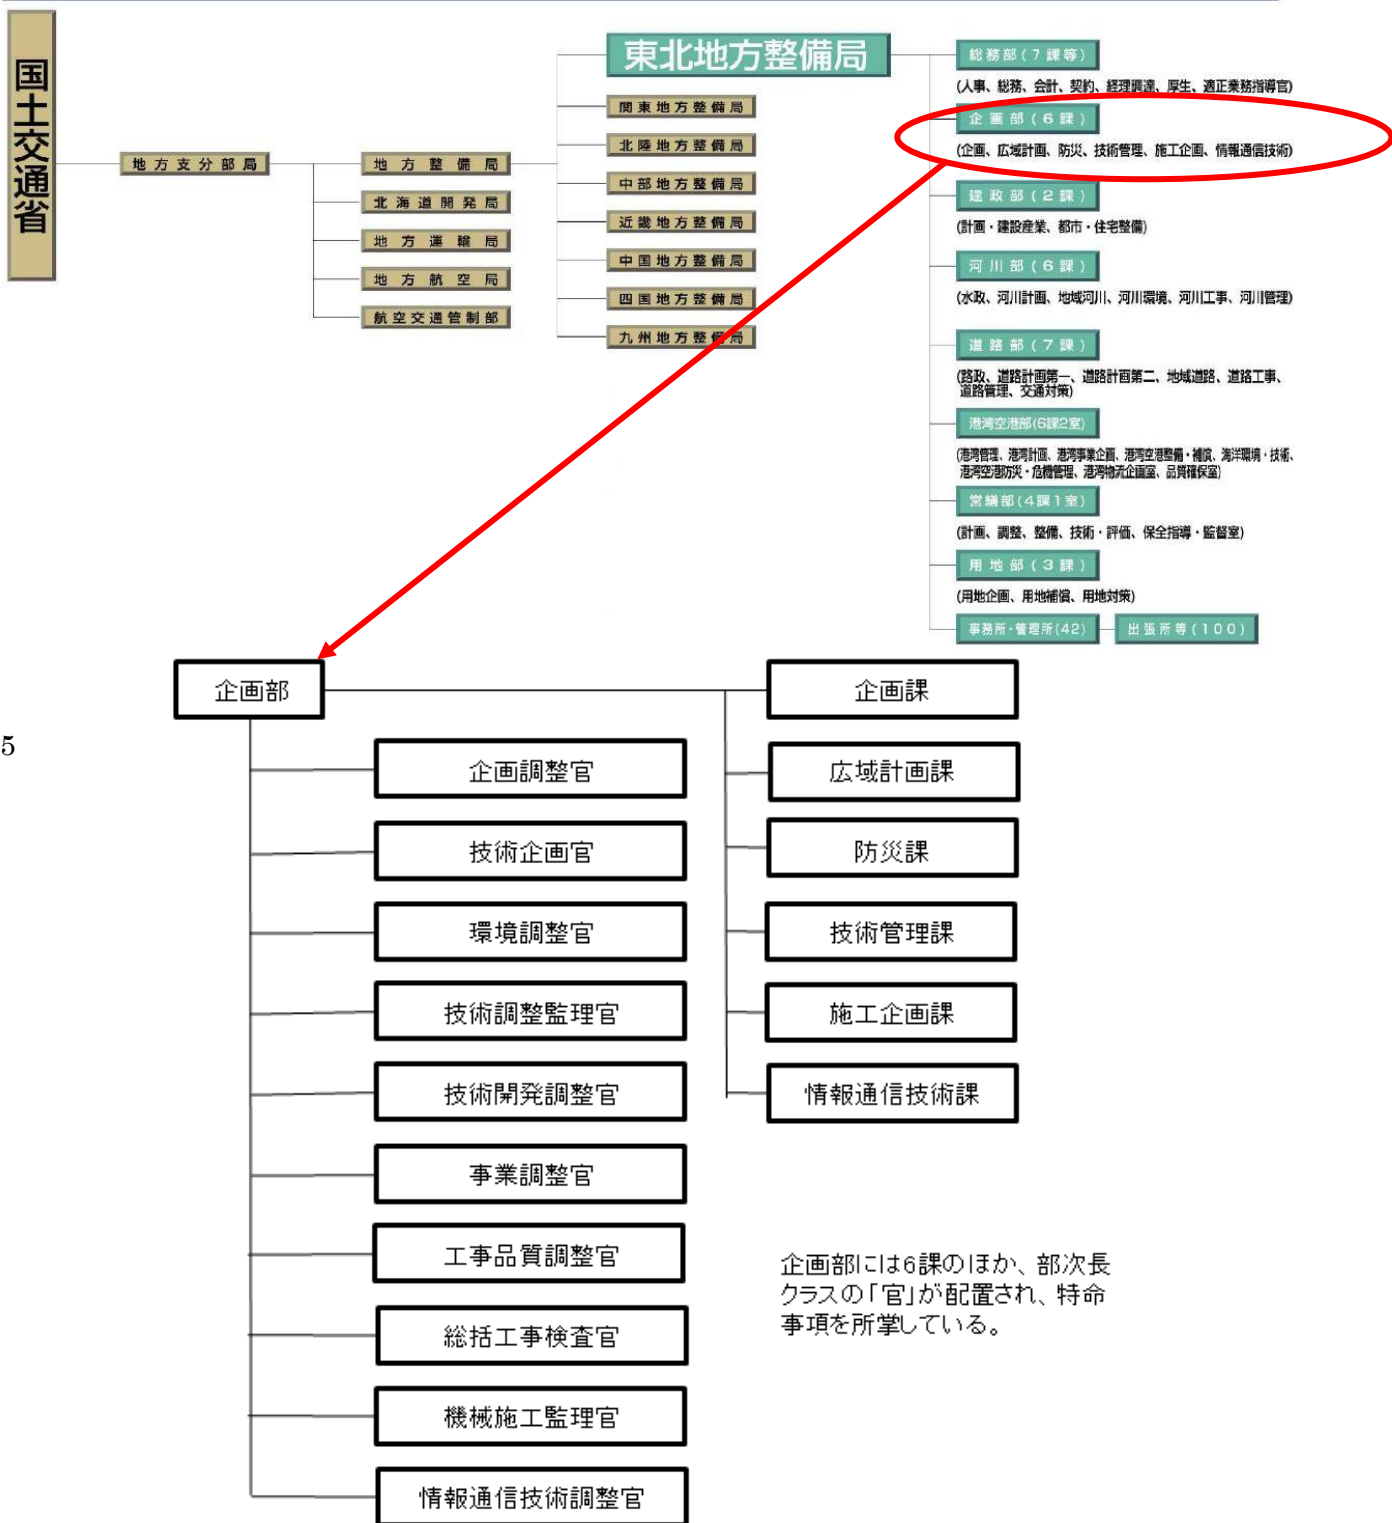 国土交通省
地方支分部局
地方整備局
北海道開発局
地方運輸局
地方航空局
航空交通管制部
東北地方整備局
関東地方整備局
北陸地方整備局
中部地方整備局
近畿地方整備局
中国地方整備局
四国地方整備局
九州地方整備局
総務部(7課等)
(人事、総務、会計、契約、経理調達、厚生、適正業務指導官)
企画部(6課)
(企画、広域計画、防災、技術管理、施工企画、情報通信技術)
建政部(2課)
(計画・建設産業、都市・住宅整備)
河川部(6課)
(水政、河川計画、地域河川、河川環境、河川工事、河川管理)
道路部(7課)
(路政、道路計画第一、道路計画第二、地域道路、道路工事、
道路管理、交通対策)
港湾空港部(6課2室)
(港湾管理、港湾計画、港湾事業企画、港湾空港整備・補償、海洋環境・技術、
港湾空港防災・危機管理、港湾物流企画室、品質確保室)
営繕部(4課1室)
(計画、調整、整備、技術・評価、保全指導・監督室)
用地部(3課)
(用地企画、用地補償、用地対策)
事務所・管理所(42)
出張所等(100)
企画部
企画調整官
技術企画官
環境調整官
技術調整監理官
技術開発調整官
事業調整官
工事品質調整官
総括工事検査官
機械施工監理官
情報通信技術調整官
企画課
広域計画課
防災課
技術管理課
施工企画課
情報通信技術課
企画部には6課のほか、部次長
クラスの「官」が配置され、特命
事項を所掌している。
5